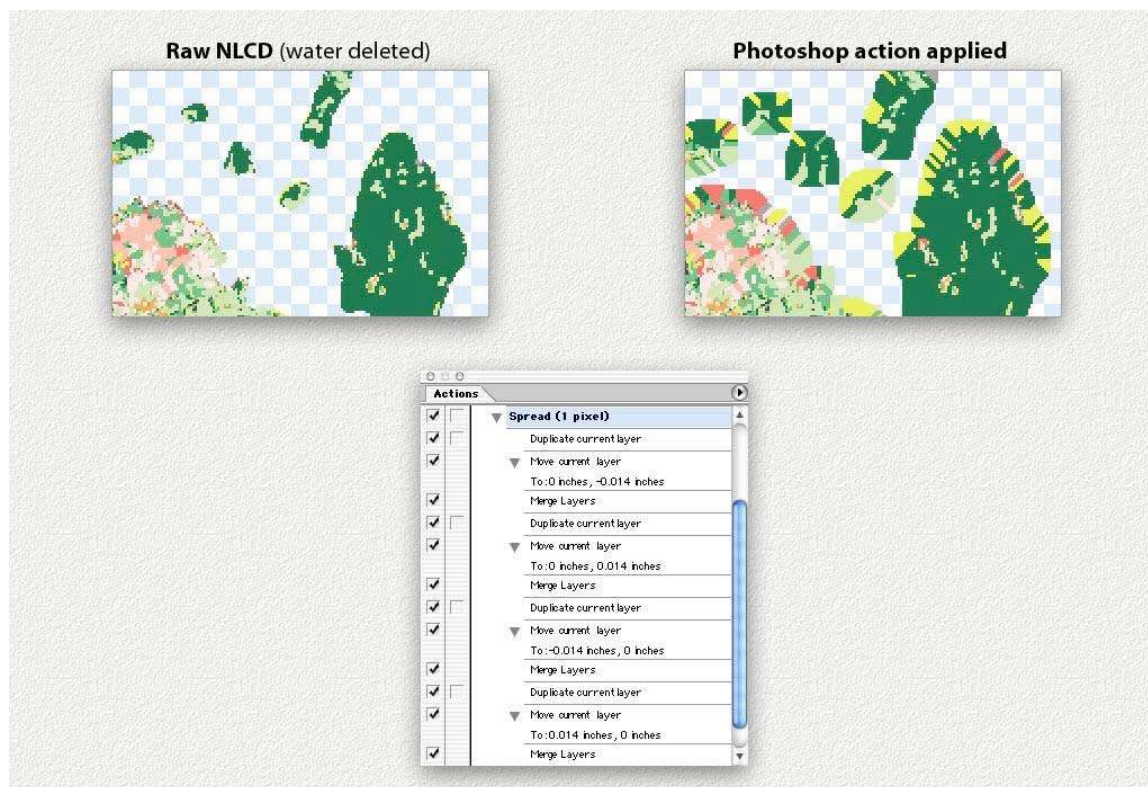 Raw NLCD (water deleted)
Photoshop action applied
Actions
Spread (1 pixel)
Duplicate current layer
Move current layer
To: 0 inches, -0.014 inches
Merge Layers
Duplicate current layer
Move current layer
To: 0 inches, 0.014 inches
Merge Layers
Duplicate current layer
Move current layer
To: -0.014 inches, 0 inches
Merge Layers
Duplicate current layer
Move current layer
To: 0.014 inches, 0 inches
Merge Layers